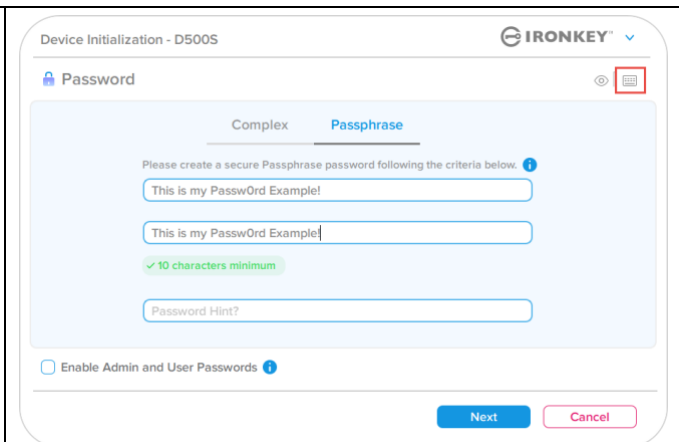 Device Initialization - D500S
IRONKEY™
Password
Complex Passphrase
Please create a secure Passphrase password following the criteria below.
This is my Passw0rd Example!
This is my Passw0rd Example!
✓ 10 characters minimum
Password Hint?
Enable Admin and User Passwords
Next Cancel